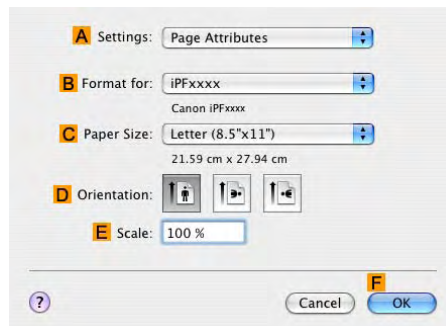 A Settings: Page Attributes
B Format for: iPFxxxx
Canon iPFxxxx
C Paper Size: Letter (8.5"x11")
21.59 cm x 27.94 cm
D Orientation:
E Scale: 100 %
F
? Cancel OK